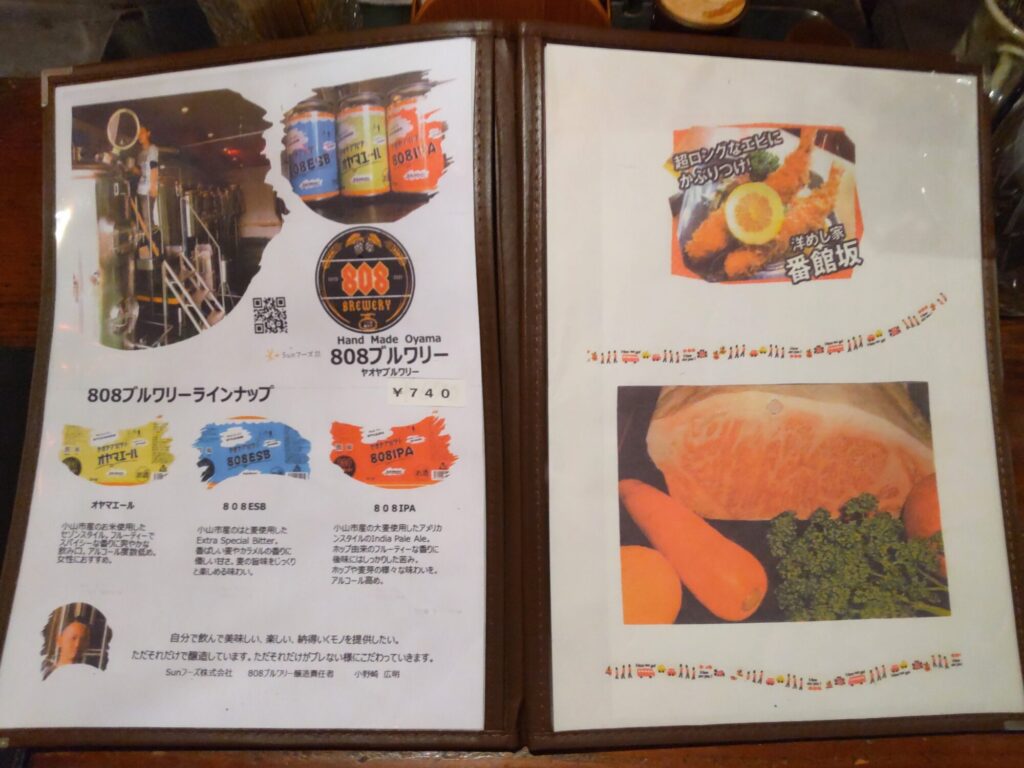 808ESB
オヤマエール
808IPA
808
BREWERY
Hand Made Oyama
Sunフーズ㈱
808ブルワリー
ヤオヤブルワリー
¥740
808ブルワリーラインナップ
オヤマエール
808ESB
808IPA
オヤマエール
小山市産のお米使用した
セゾンスタイル。フルーティーで
スパイシーな香りに爽やかな
飲み口。アルコール度数低め。
女性におすすめ。
808ESB
小山市産のはと麦使用した
Extra Special Bitter。
香ばしい麦やカラメルの香りに
優しい甘さ、麦の旨味をじっくり
と楽しめる味わい。
808IPA
小山市産の大麦使用したアメリカ
ンスタイルのIndia Pale Ale。
ホップ由来のフルーティーな香りに
後味にはっきりした苦み。
ホップや麦芽の様々な味わいを。
アルコール高め。
自分で飲んで美味しい、楽しい、納得いくモノを提供したい。
ただそれだけで醸造しています。ただそれだけがブレない様にこだわっていきます。
Sunフーズ株式会社 808ブルワリー醸造責任者 小野崎 広明
超ロングなエビに
かぶりつけ!
洋めし家
番館坂